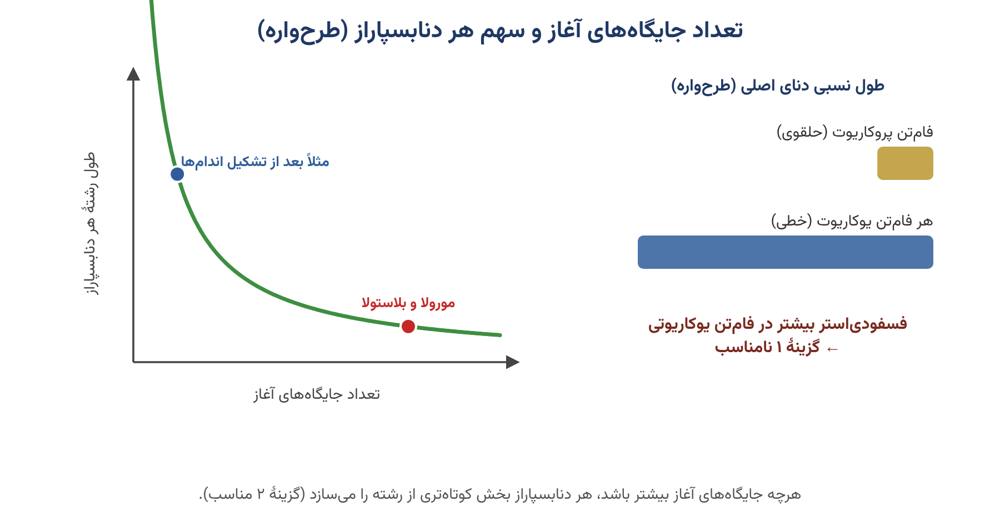 تعداد جایگاه‌های آغاز و سهم هر دنابسپاراز (طرح‌واره)
طول نسبی دنای اصلی (طرح‌واره)
فام‌تن پروکاریوت (حلقوی)
هر فام‌تن یوکاریوت (خطی)
فسفودی‌استر بیشتر در فام‌تن یوکاریوتی
← گزینهٔ ۱ نامناسب
مثلاً بعد از تشکیل اندام‌ها
مورولا و بلاستولا
طول رشتهٔ هر دنابسپاراز
تعداد جایگاه‌های آغاز
هرچه جایگاه‌های آغاز بیشتر باشد، هر دنابسپاراز بخش کوتاه‌تری از رشته را می‌سازد (گزینهٔ ۲ مناسب).